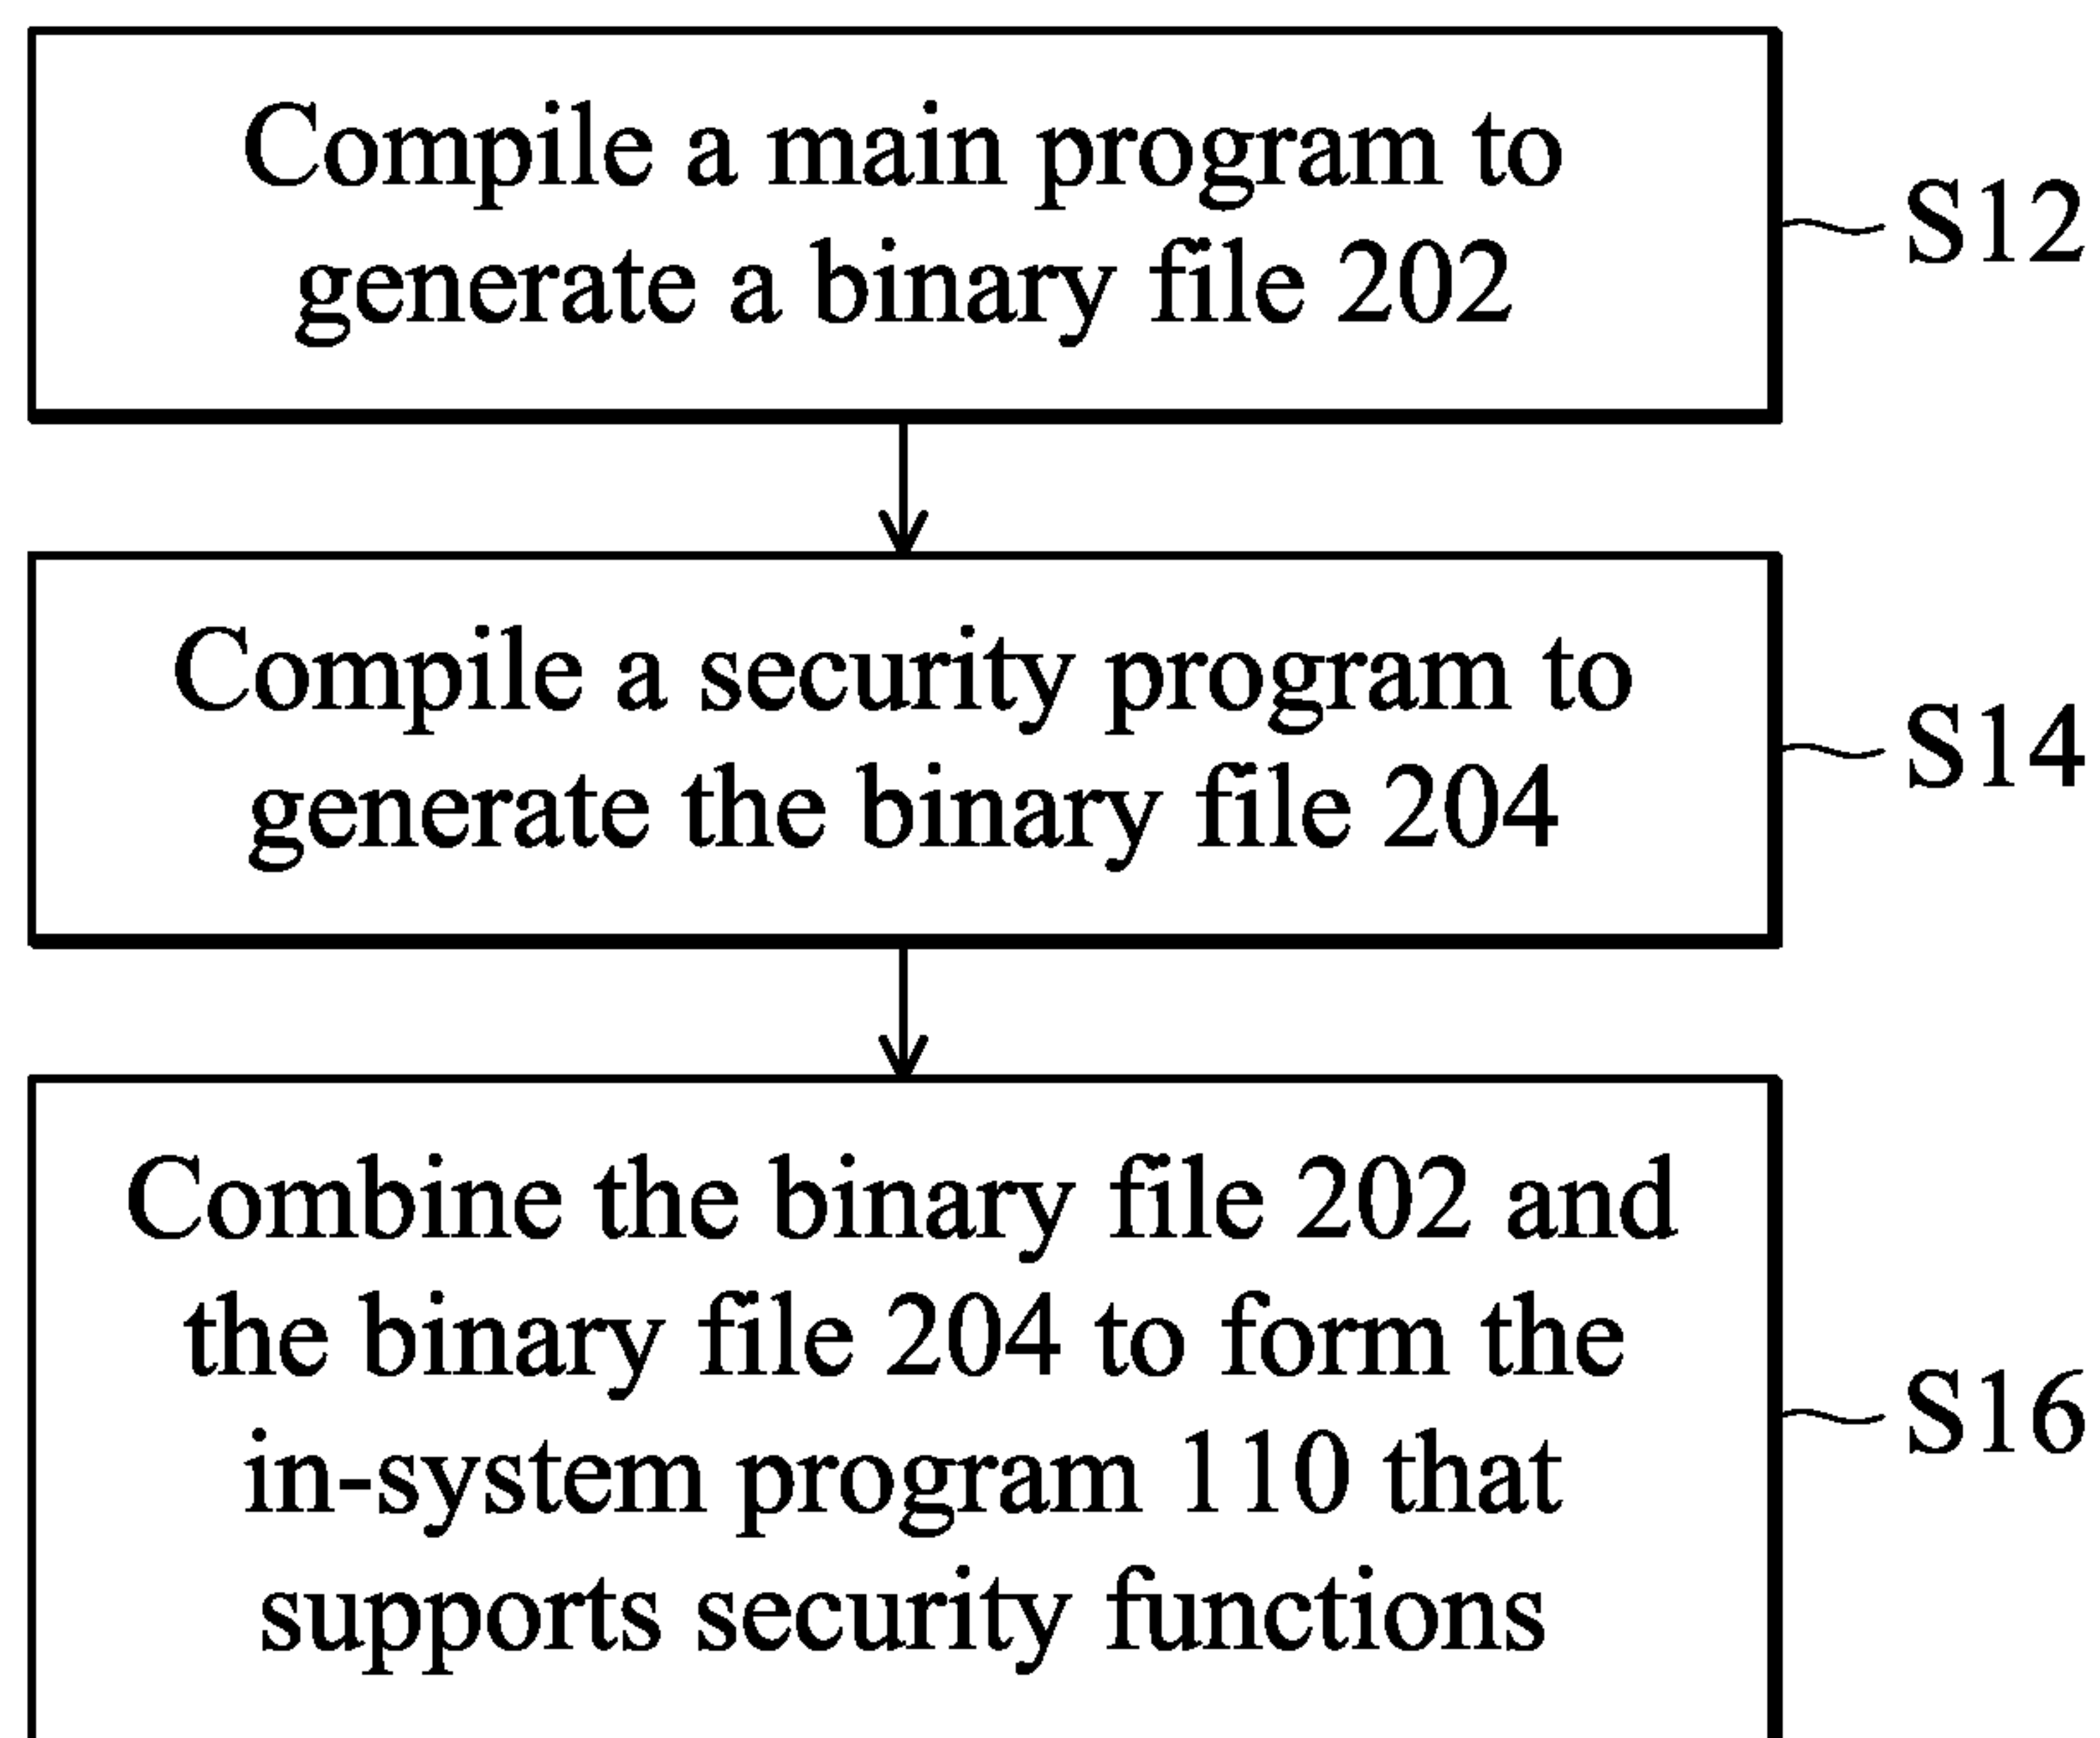 Compile a main program to
generate a binary file 202
S12
Compile a security program to
generate the binary file 204
S14
Combine the binary file 202 and
the binary file 204 to form the
in-system program 110 that
supports security functions
S16